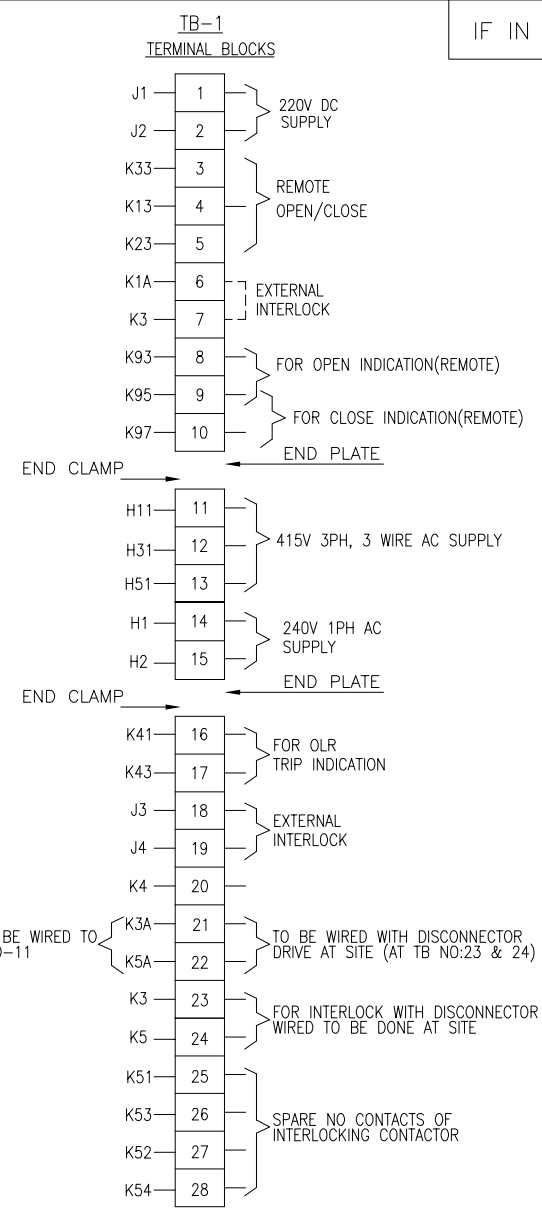 IF IN
TB-1
TERMINAL BLOCKS
J1 1
J2 2
220V DC
SUPPLY
K33 3
K13 4
K23 5
REMOTE
OPEN/CLOSE
K1A 6
K3 7
EXTERNAL
INTERLOCK
K93 8
K95 9
K97 10
FOR OPEN INDICATION(REMOTE)
FOR CLOSE INDICATION(REMOTE)
END PLATE
END CLAMP
H11 11
H31 12
H51 13
415V 3PH, 3 WIRE AC SUPPLY
H1 14
H2 15
240V 1PH AC
SUPPLY
END PLATE
END CLAMP
K41 16
K43 17
FOR OLR
TRIP INDICATION
J3 18
J4 19
EXTERNAL
INTERLOCK
K4 20
BE WIRED TO
0-11
K3A 21
K5A 22
TO BE WIRED WITH DISCONNECTOR
DRIVE AT SITE (AT TB NO:23 & 24)
K3 23
K5 24
FOR INTERLOCK WITH DISCONNECTOR
WIRED TO BE DONE AT SITE
K51 25
K53 26
K52 27
K54 28
SPARE NO CONTACTS OF
INTERLOCKING CONTACTOR